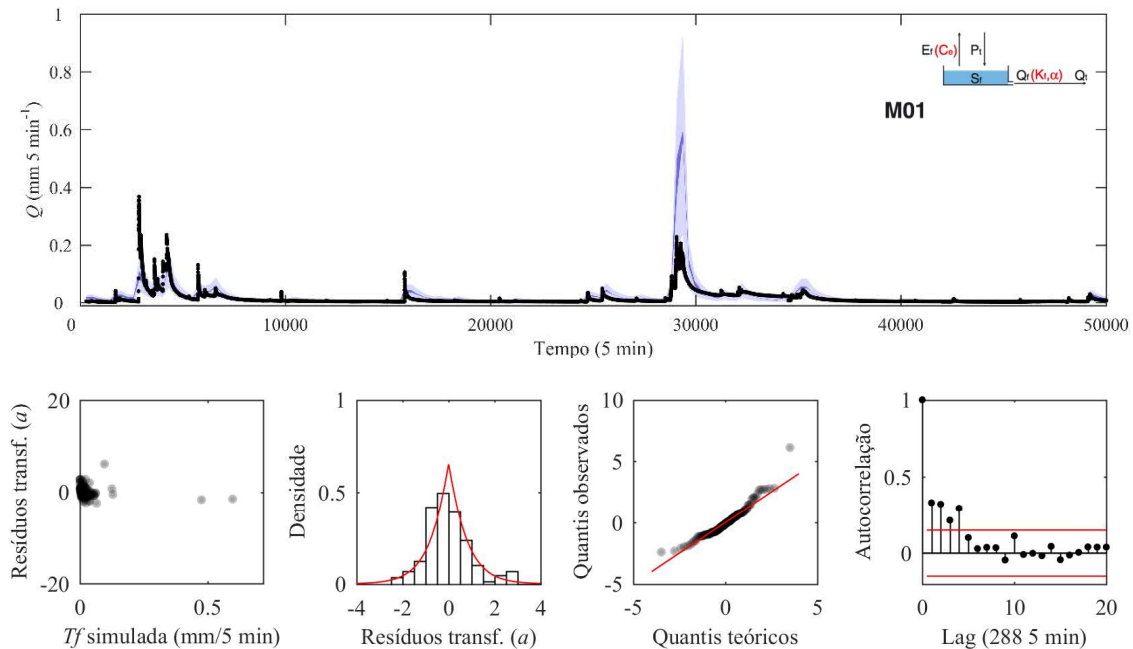 1
0.8
0.6
0.4
0.2
0
Q (mm 5 min-1)
0
10000
20000
30000
40000
50000
Tempo (5 min)
Ef(Ce) Pt
Sf Qf(Kf,α) Qt
M01
20
0
-20
Resíduos transf. (a)
0 0.5
Tf simulada (mm/5 min)
1
0.5
0
Densidade
-4 -2 0 2 4
Resíduos transf. (a)
10
5
0
-5
Quantis observados
-5 0 5
Quantis teóricos
1
0.5
0
Autocorrelação
0 10 20
Lag (288 5 min)